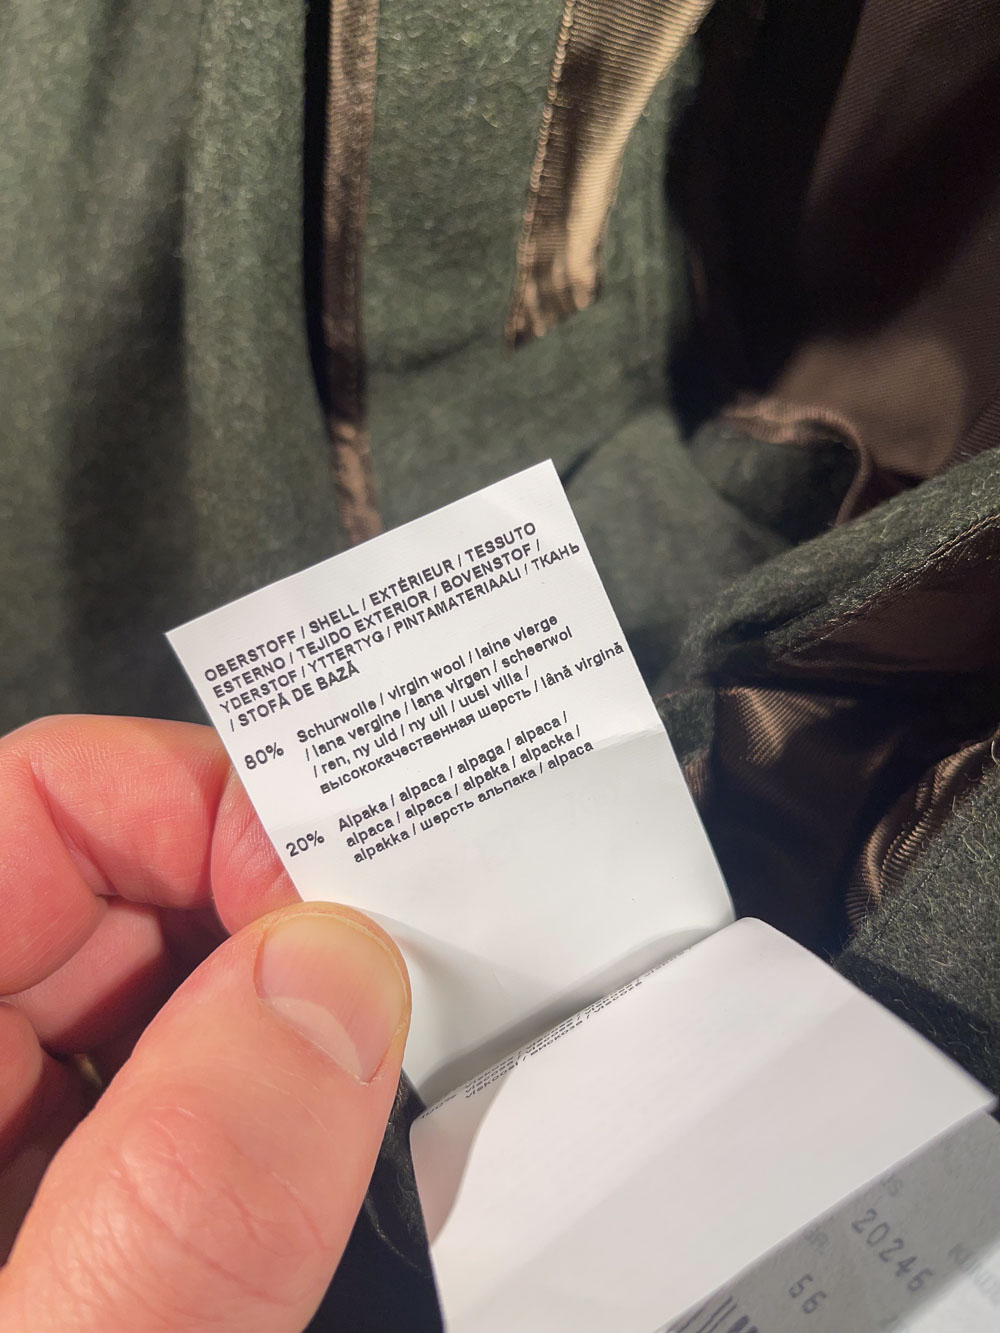 OBERSTOFF / SHELL / EXTÉRIEUR / TESSUTO
ESTERNO / TEJIDO EXTERIOR / BOVENSTOF /
YDERSTOF / YTTERTYG / PINTAMATERIAALI / ТКАНЬ
/ STOFĂ DE BAZĂ
80% Schurwolle / virgin wool / laine vierge
/ lana vergine / lana virgen / scheerwol
/ ren, ny uld / ny ull / uusi villa /
высококачественная шерсть / lână virgină
20% Alpaka / alpaca / alpaga / alpaca /
alpaca / alpaca / alpaka / alpacka /
alpakka / шерсть альпака / alpaca
20246
56